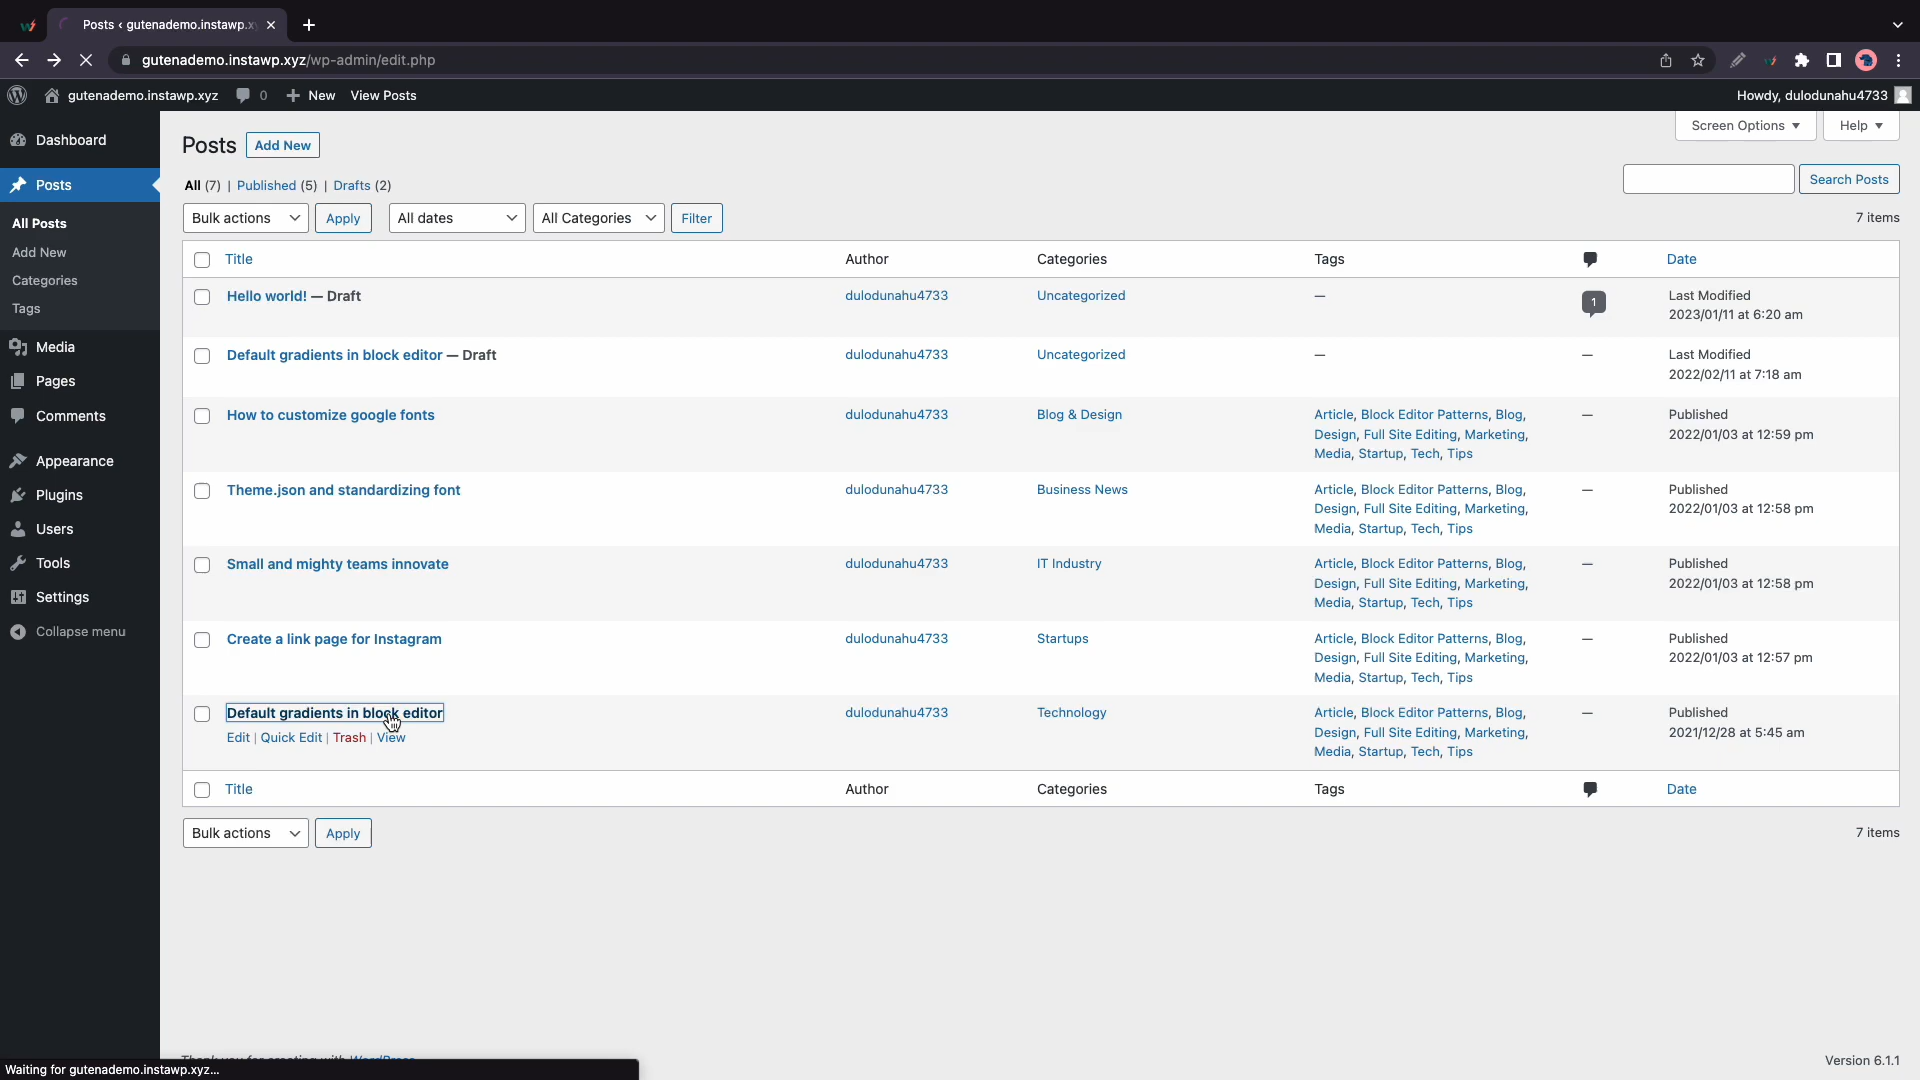 Posts ‹ gutenademo.instawp.x
gutenademo.instawp.xyz/wp-admin/edit.php
gutenademo.instawp.xyz 0 New View Posts Howdy, dulodunahu4733
Screen Options Help
Dashboard
Posts
All Posts
Add New
Categories
Tags
Media
Pages
Comments
Appearance
Plugins
Users
Tools
Settings
Collapse menu
Posts Add New
All (7) | Published (5) | Drafts (2)
Search Posts
Bulk actions Apply All dates All Categories Filter 7 items
Title Author Categories Tags Date
Hello world! — Draft dulodunahu4733 Uncategorized — 1 Last Modified
2023/01/11 at 6:20 am
Default gradients in block editor — Draft dulodunahu4733 Uncategorized — — Last Modified
2022/02/11 at 7:18 am
How to customize google fonts dulodunahu4733 Blog & Design Article, Block Editor Patterns, Blog, — Published
Design, Full Site Editing, Marketing, 2022/01/03 at 12:59 pm
Media, Startup, Tech, Tips
Theme.json and standardizing font dulodunahu4733 Business News Article, Block Editor Patterns, Blog, — Published
Design, Full Site Editing, Marketing, 2022/01/03 at 12:58 pm
Media, Startup, Tech, Tips
Small and mighty teams innovate dulodunahu4733 IT Industry Article, Block Editor Patterns, Blog, — Published
Design, Full Site Editing, Marketing, 2022/01/03 at 12:58 pm
Media, Startup, Tech, Tips
Create a link page for Instagram dulodunahu4733 Startups Article, Block Editor Patterns, Blog, — Published
Design, Full Site Editing, Marketing, 2022/01/03 at 12:57 pm
Media, Startup, Tech, Tips
Default gradients in block editor dulodunahu4733 Technology Article, Block Editor Patterns, Blog, — Published
Edit | Quick Edit | Trash | View Design, Full Site Editing, Marketing, 2021/12/28 at 5:45 am
Media, Startup, Tech, Tips
Title Author Categories Tags Date
Bulk actions Apply 7 items
Thank you for creating with WordPress Version 6.1.1
Waiting for gutenademo.instawp.xyz...